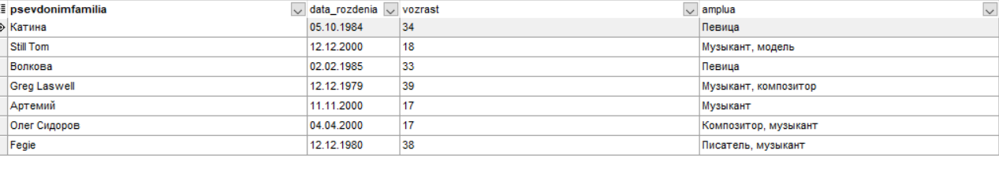 psevdonimfamilia data_rozdenia vozrast amplua
Катина 05.10.1984 34 Певица
Still Tom 12.12.2000 18 Музыкант, модель
Волкова 02.02.1985 33 Певица
Greg Laswell 12.12.1979 39 Музыкант, композитор
Артемий 11.11.2000 17 Музыкант
Олег Сидоров 04.04.2000 17 Композитор, музыкант
Fegie 12.12.1980 38 Писатель, музыкант